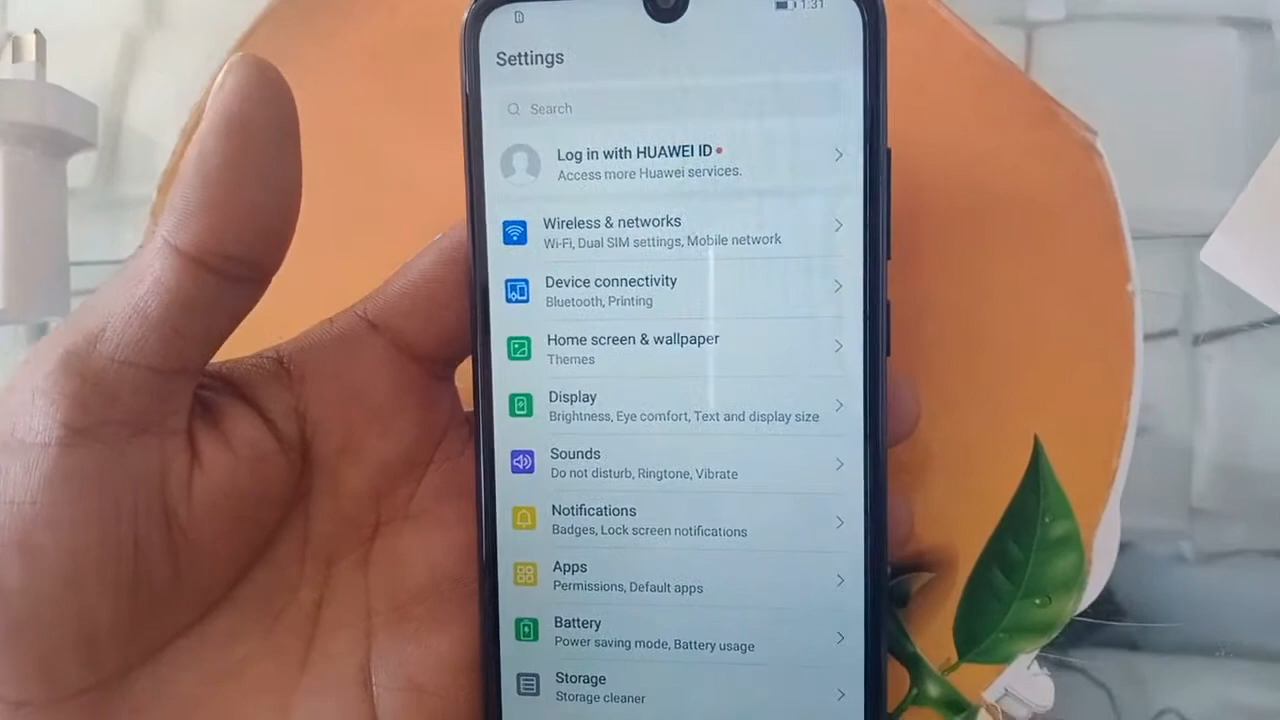 1:31
Settings
Search
Log in with HUAWEI ID
Access more Huawei services.
Wireless & networks
Wi-Fi, Dual SIM settings, Mobile network
Device connectivity
Bluetooth, Printing
Home screen & wallpaper
Themes
Display
Brightness, Eye comfort, Text and display size
Sounds
Do not disturb, Ringtone, Vibrate
Notifications
Badges, Lock screen notifications
Apps
Permissions, Default apps
Battery
Power saving mode, Battery usage
Storage
Storage cleaner